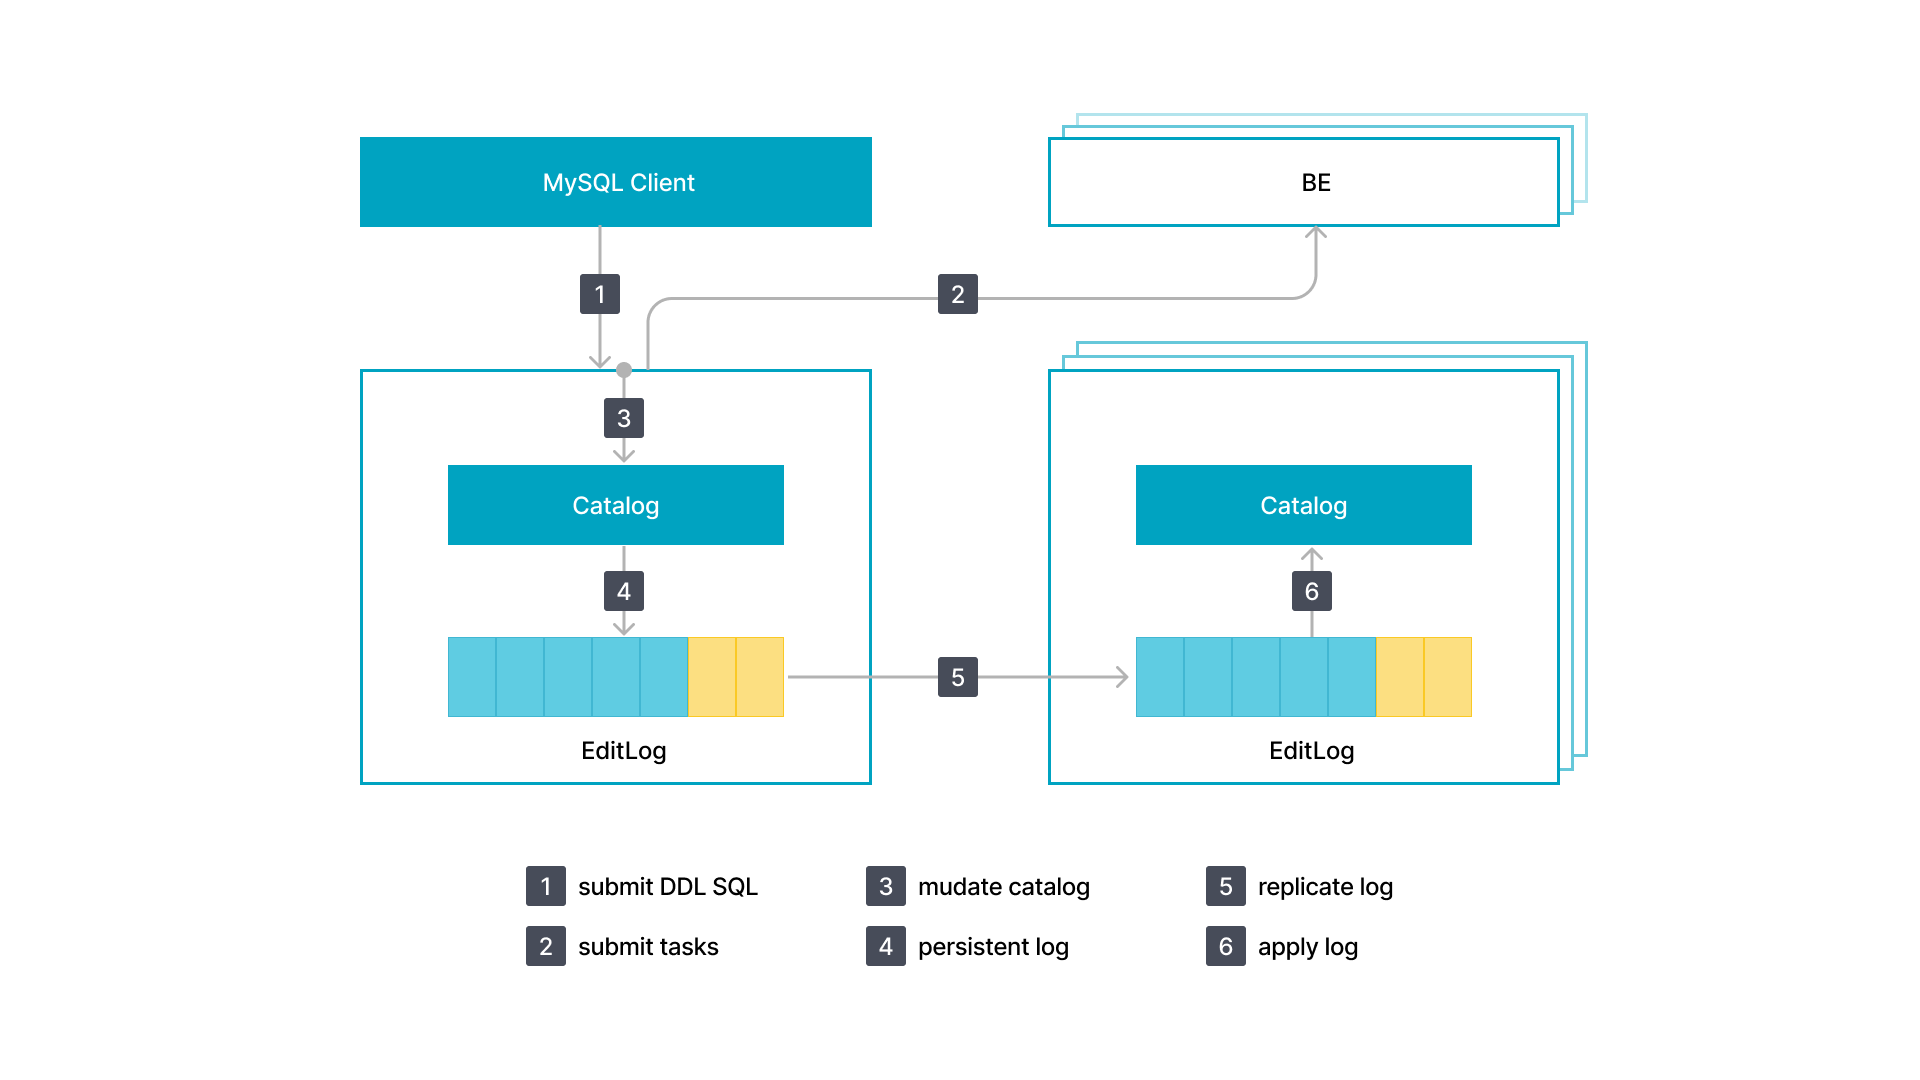 MySQL Client
BE
1
2
3
Catalog
Catalog
4
6
5
EditLog
EditLog
1 submit DDL SQL
3 mudate catalog
5 replicate log
2 submit tasks
4 persistent log
6 apply log